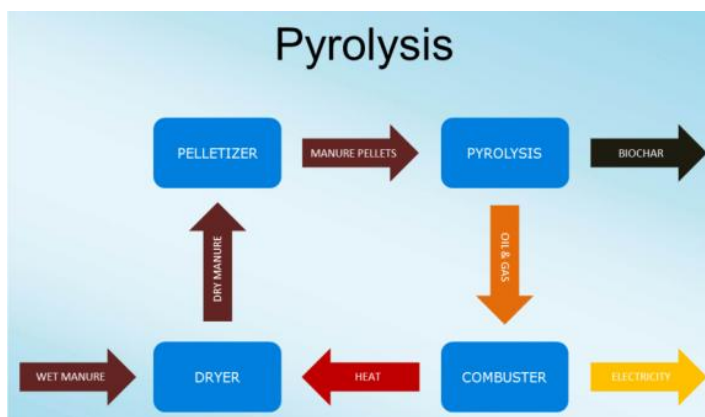 Pyrolysis
PELLETIZER
MANURE PELLETS
PYROLYSIS
BIOCHAR
DRY MANURE
OIL & GAS
WET MANURE
DRYER
HEAT
COMBUSTER
ELECTRICITY